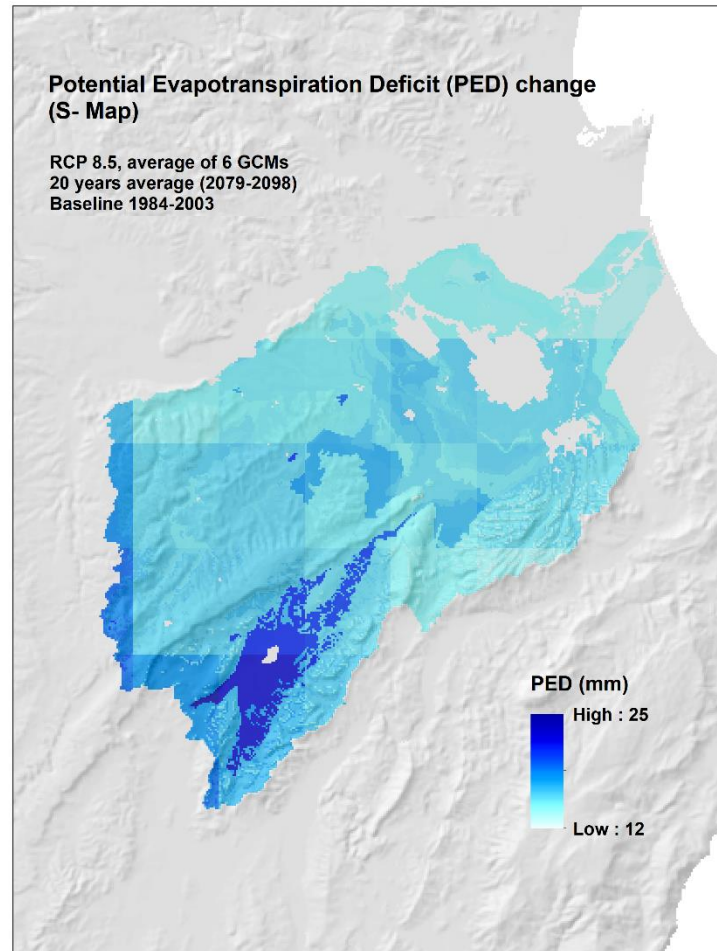 Potential Evapotranspiration Deficit (PED) change
(S- Map)
RCP 8.5, average of 6 GCMs
20 years average (2079-2098)
Baseline 1984-2003
PED (mm)
High : 25
Low : 12